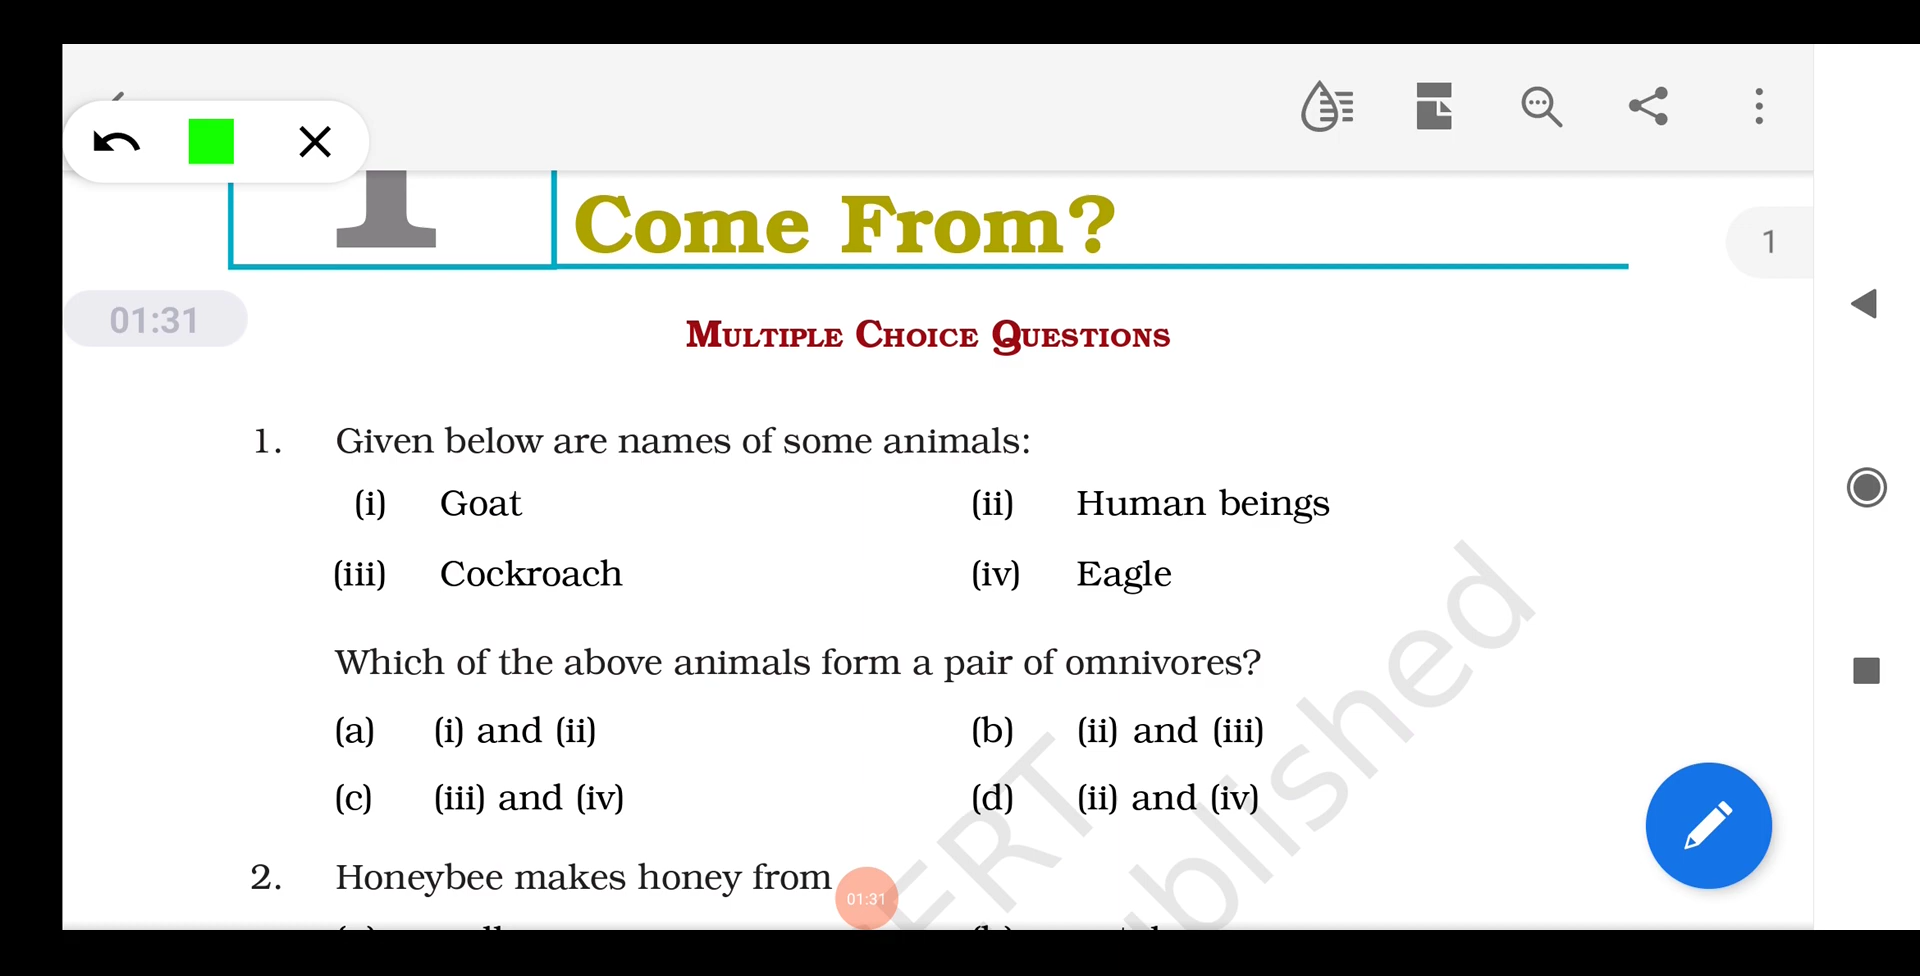 1
Come From?
1
01:31
Multiple Choice Questions
1. Given below are names of some animals:
(i) Goat (ii) Human beings
(iii) Cockroach (iv) Eagle
Which of the above animals form a pair of omnivores?
(a) (i) and (ii) (b) (ii) and (iii)
(c) (iii) and (iv) (d) (ii) and (iv)
2. Honeybee makes honey from
01:31